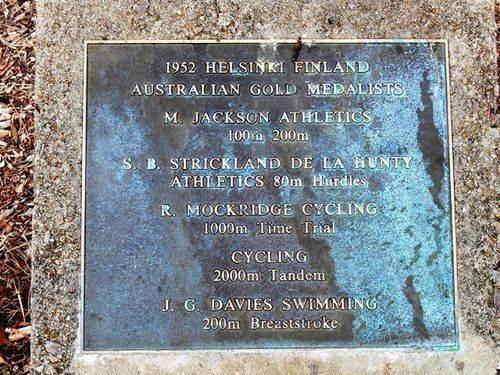 1952 HELSINKI FINLAND
AUSTRALIAN GOLD MEDALISTS
M. JACKSON ATHLETICS
100m 200m
S. B. STRICKLAND DE LA HUNTY
ATHLETICS 80m Hurdles
R. MOCKRIDGE CYCLING
1000m Time Trial
CYCLING
2000m Tandem
J. G. DAVIES SWIMMING
200m Breaststroke